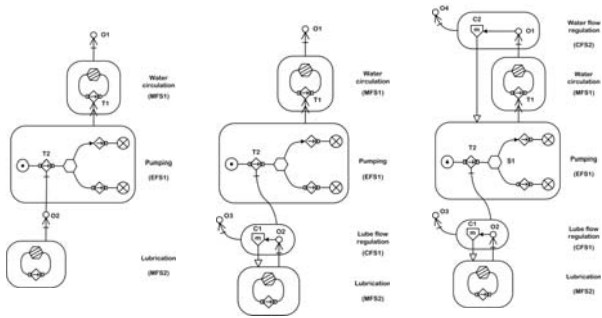 O1
Water
circulation
(MFS1)
T1
T2
Pumping
(EFS1)
O2
Lubrication
(MFS2)
O1
Water
circulation
(MFS1)
T1
T2
Pumping
(EFS1)
O3
C1
m
O2
Lube flow
regulation
(CFS1)
Lubrication
(MFS2)
O4
C2
m
O1
Water flow
regulation
(CFS2)
Water
circulation
(MFS1)
T1
T2
S1
Pumping
(EFS1)
O3
C1
m
O2
Lube flow
regulation
(CFS1)
Lubrication
(MFS2)